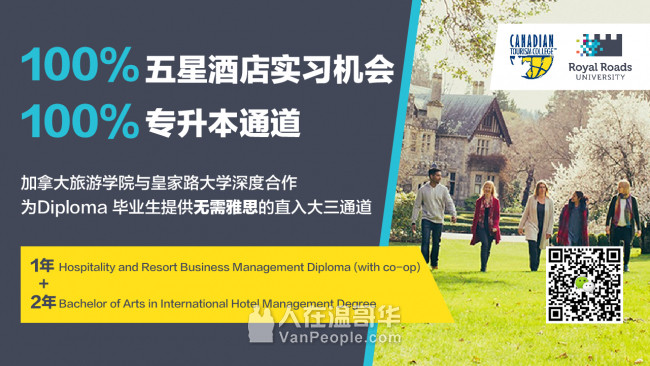 100% 五星酒店实习机会
100% 专升本通道
加拿大旅游学院与皇家路大学深度合作
为Diploma 毕业生提供无需雅思的直入大三通道
1年 Hospitality and Resort Business Management Diploma (with co-op)
+
2年 Bachelor of Arts in International Hotel Management Degree
CANADIAN
TOURISM COLLEGE
Royal Roads
UNIVERSITY
人在温哥华
VanPeople.com